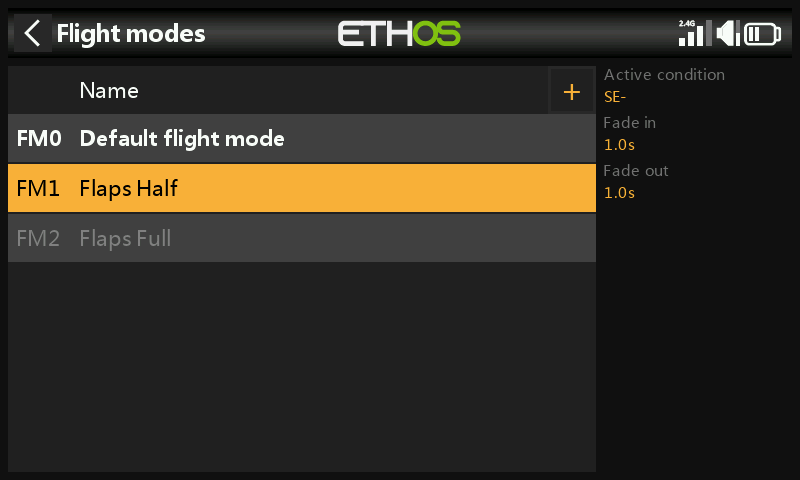 Flight modes
ETHOS
2.4G
Name
+
Active condition
SE-
FM0 Default flight mode
Fade in
1.0s
FM1 Flaps Half
Fade out
1.0s
FM2 Flaps Full